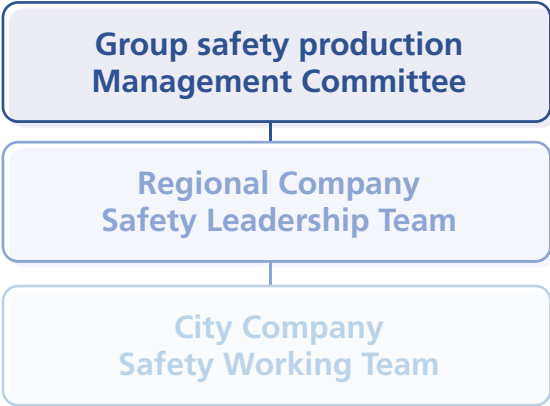 Group safety production
Management Committee
Regional Company
Safety Leadership Team
City Company
Safety Working Team